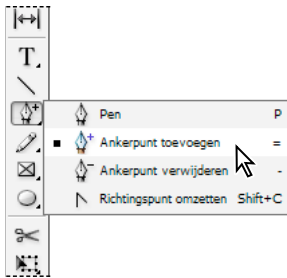 T
Pen P
Ankerpunt toevoegen =
Ankerpunt verwijderen -
Richtingspunt omzetten Shift+C